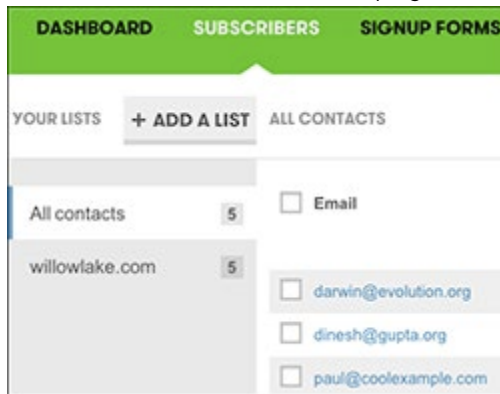 DASHBOARD SUBSCRIBERS SIGNUP FORMS
YOUR LISTS + ADD A LIST ALL CONTACTS
All contacts 5 Email
willowlake.com 5
darwin@evolution.org
dinesh@gupta.org
paul@coolexample.com